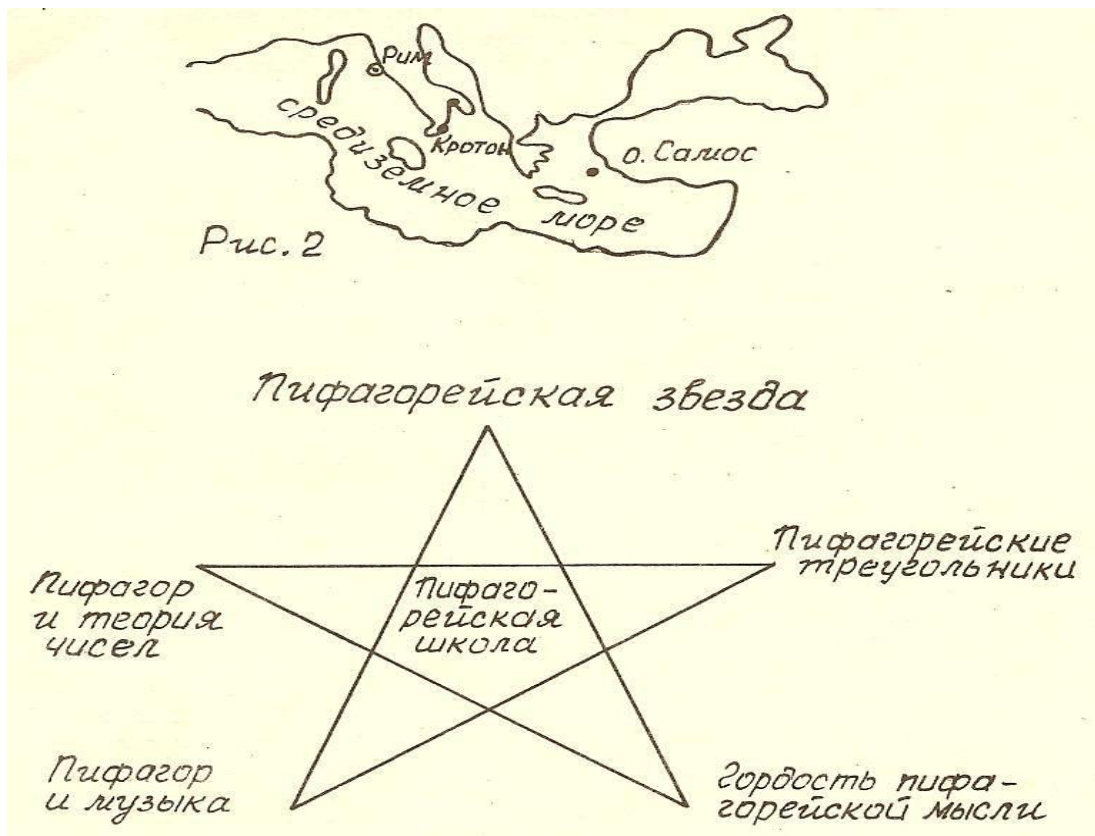 Рим
Кротон
о. Самос
средиземное море
Рис. 2
Пифагорейская звезда
Пифагорейские
треугольники
Пифагор
и теория
чисел
Пифаго-
рейская
школа
Пифагор
и музыка
Гордость пифа-
горейской мысли